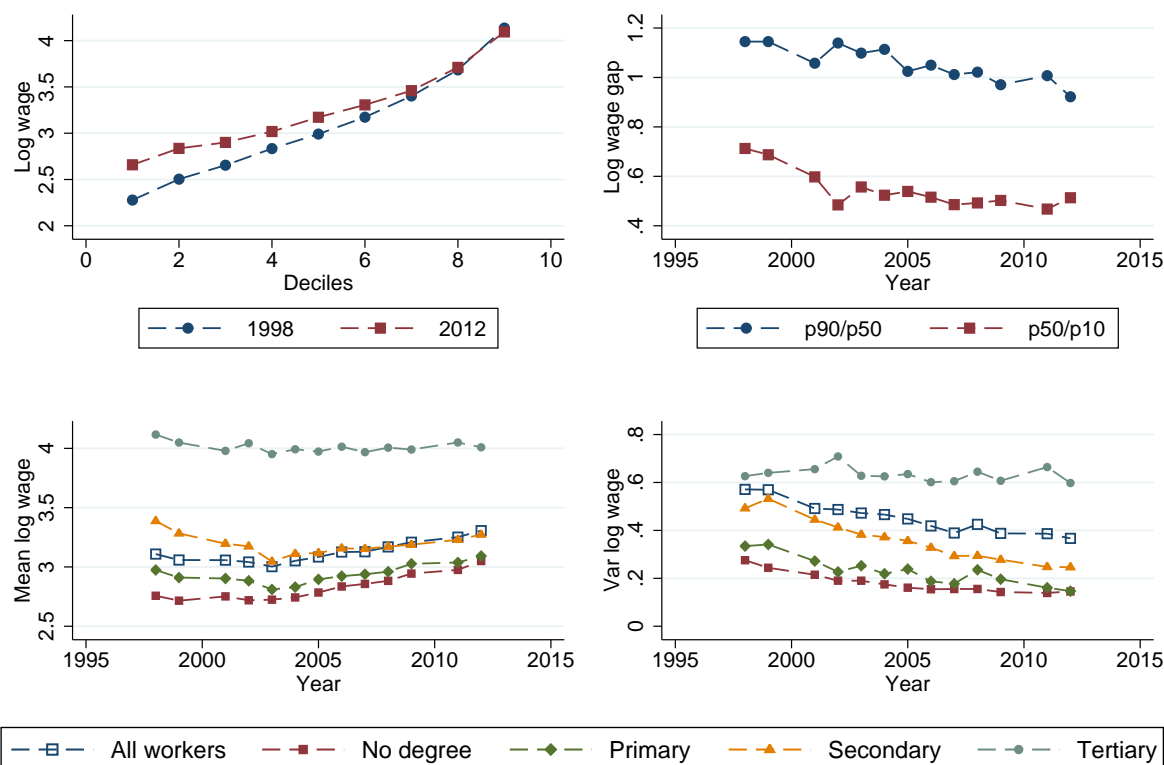 Log wage
4
3.5
3
2.5
2
0 2 4 6 8 10
Deciles
1998 2012
Log wage gap
1.2
1
.8
.6
.4
1995 2000 2005 2010 2015
Year
p90/p50 p50/p10
Mean log wage
4
3.5
3
2.5
1995 2000 2005 2010 2015
Year
Var log wage
.8
.6
.4
.2
0
1995 2000 2005 2010 2015
Year
All workers No degree Primary Secondary Tertiary